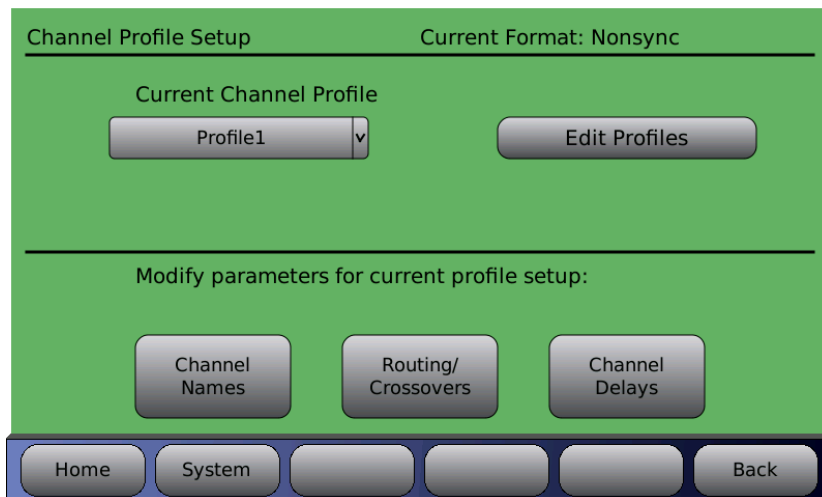 Channel Profile Setup
Current Format: Nonsync
Current Channel Profile
Profile1
Edit Profiles
Modify parameters for current profile setup:
Channel
Names
Routing/
Crossovers
Channel
Delays
Home
System
Back